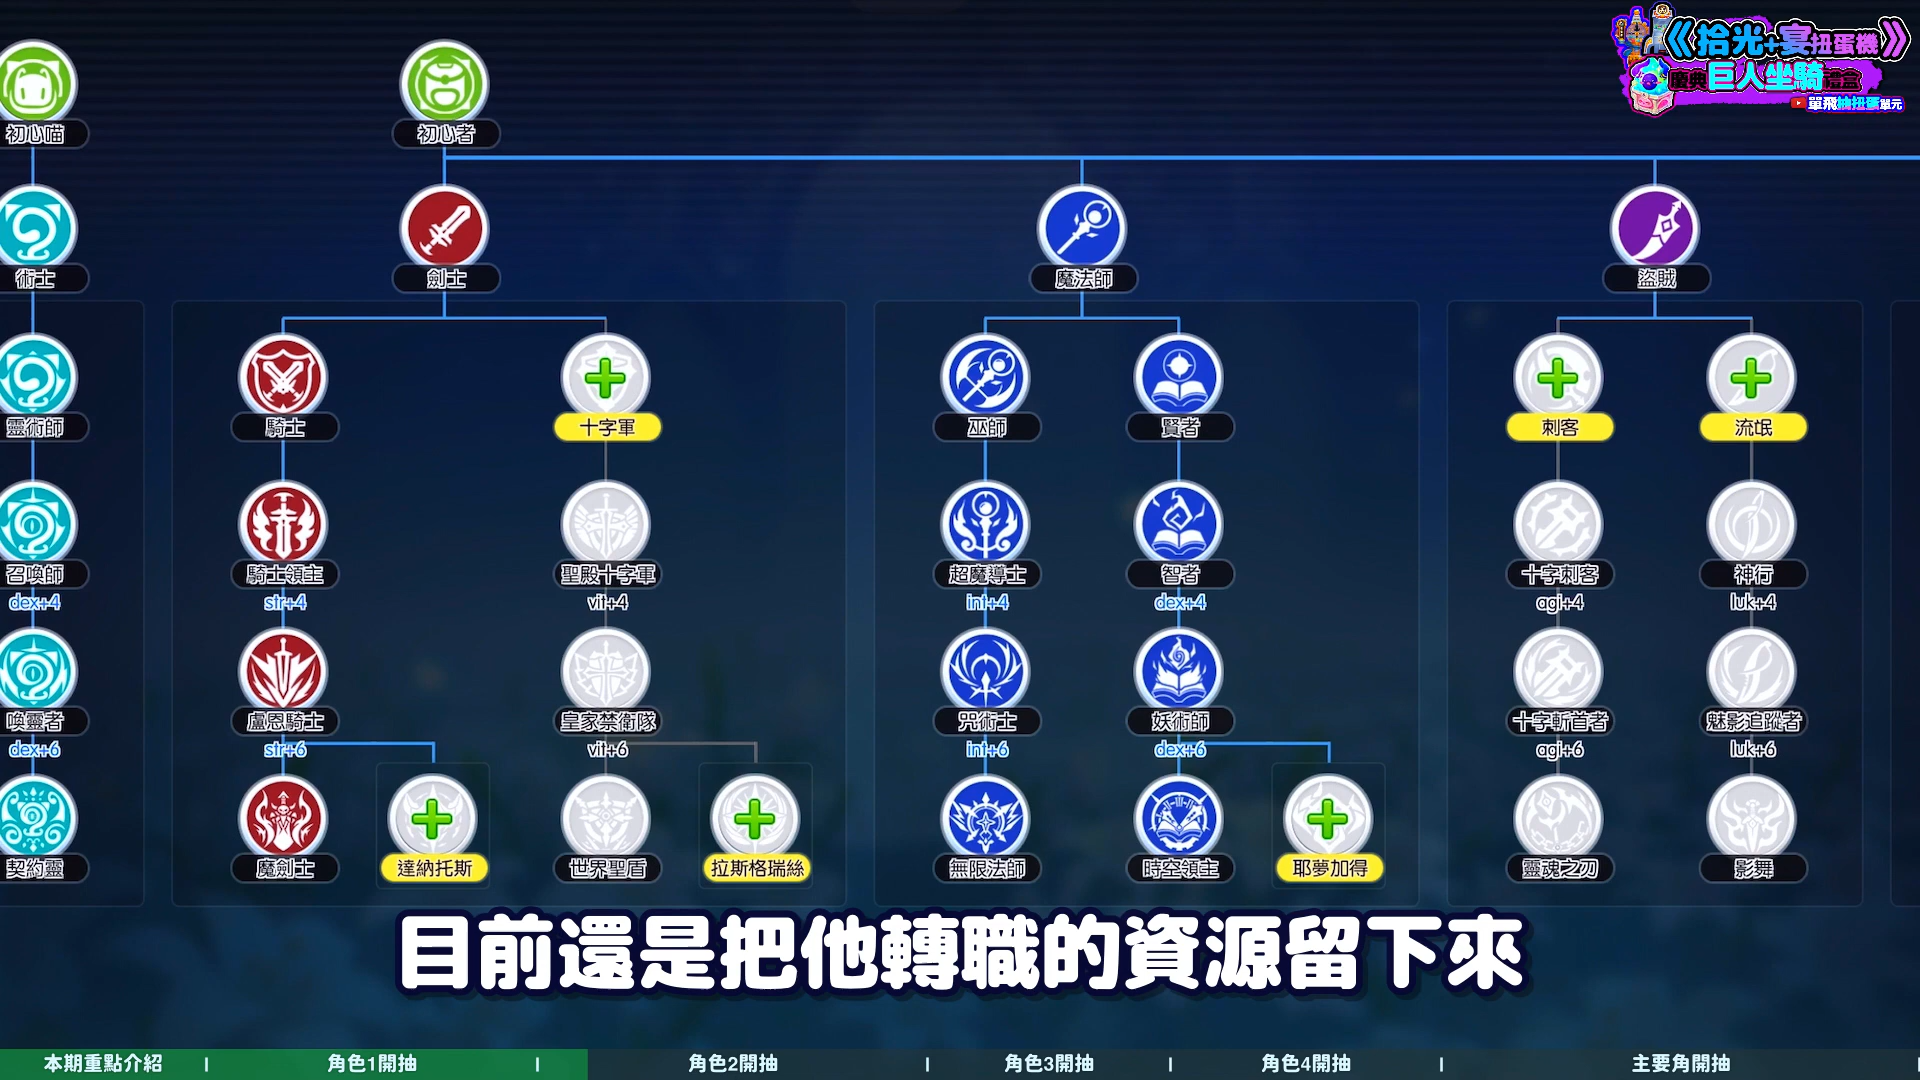 《拾光+宴扭蛋機》
慶典巨人坐騎禮盒
單飛抽扭蛋單元
初心喵
初心者
術士
劍士
魔法師
盜賊
靈術師
騎士
十字軍
巫師
賢者
刺客
流氓
召喚師
騎士領主
聖殿十字軍
超魔導士
智者
十字刺客
神行
dex+4
str+4
vit+4
int+4
dex+4
agi+4
luk+4
喚靈者
盧恩騎士
皇家禁衛隊
咒術士
妖術師
十字斬首者
魅影追蹤者
dex+6
str+6
vit+6
int+6
dex+6
agi+6
luk+6
契約靈
魔劍士
達納托斯
世界聖盾
拉斯格瑞絲
無限法師
時空領主
耶夢加得
靈魂之刃
影舞
目前還是把他轉職的資源留下來
本期重點介紹 | 角色1開抽 | 角色2開抽 | 角色3開抽 | 角色4開抽 | 主要角開抽